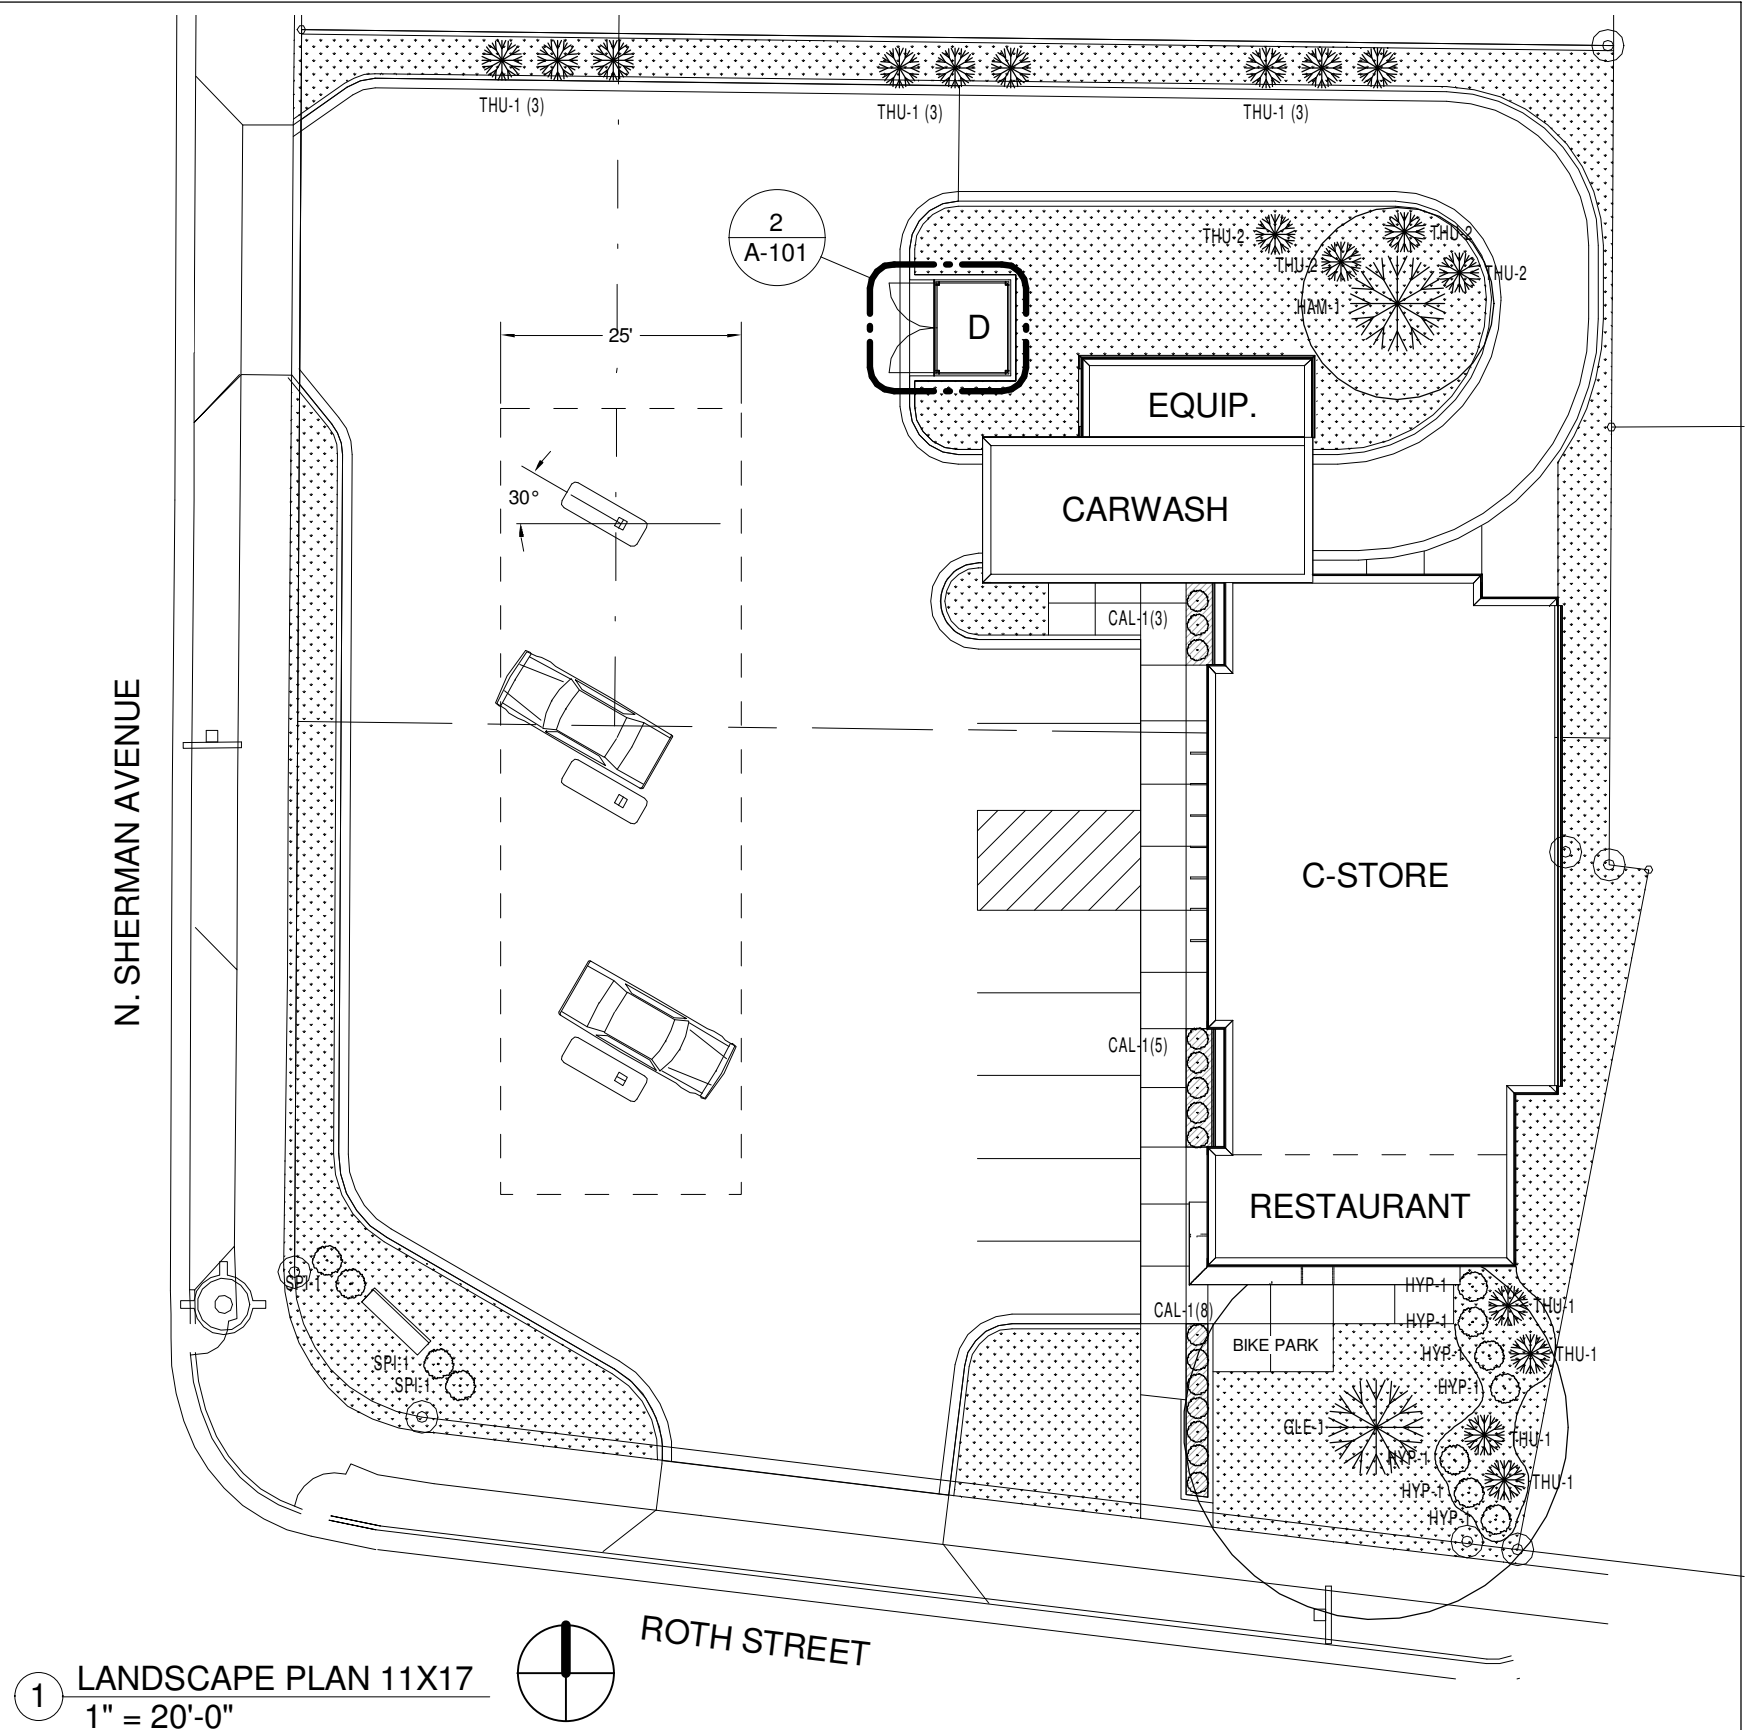 THU-1 (3)
THU-1 (3)
THU-1 (3)
2
A-101
THU-2
THU-2
THU-2
THU-2
HAM-1
D
25'
EQUIP.
30°
CARWASH
CAL-1(3)
N. SHERMAN AVENUE
C-STORE
CAL-1(5)
RESTAURANT
SPI-1
HYP-1
THU-1
CAL-1(8)
HYP-1
BIKE PARK
HYP-1
THU-1
SPI-1
SPI-1
HYP-1
GLE-1
THU-1
HYP-1
THU-1
HYP-1
HYP-1
ROTH STREET
1
LANDSCAPE PLAN 11X17
1" = 20'-0"